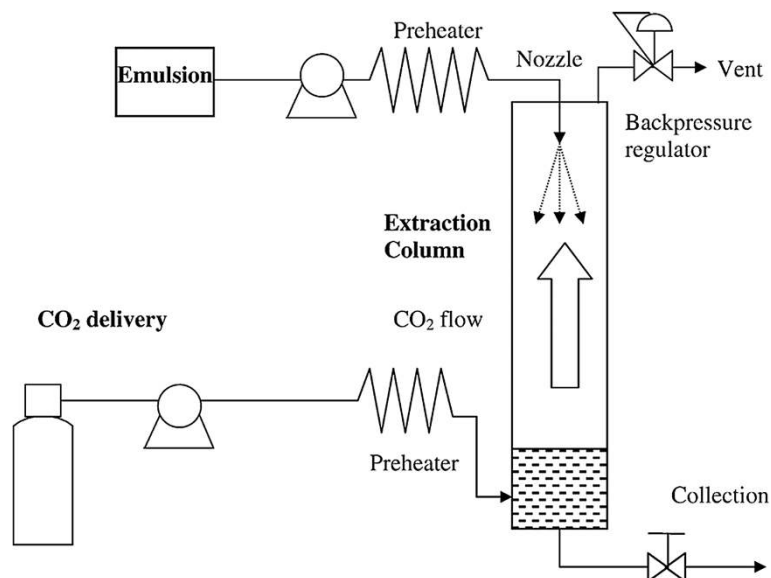 Preheater
Emulsion
Nozzle
Vent
Backpressure
regulator
Extraction
Column
CO₂ delivery
CO₂ flow
Preheater
Collection